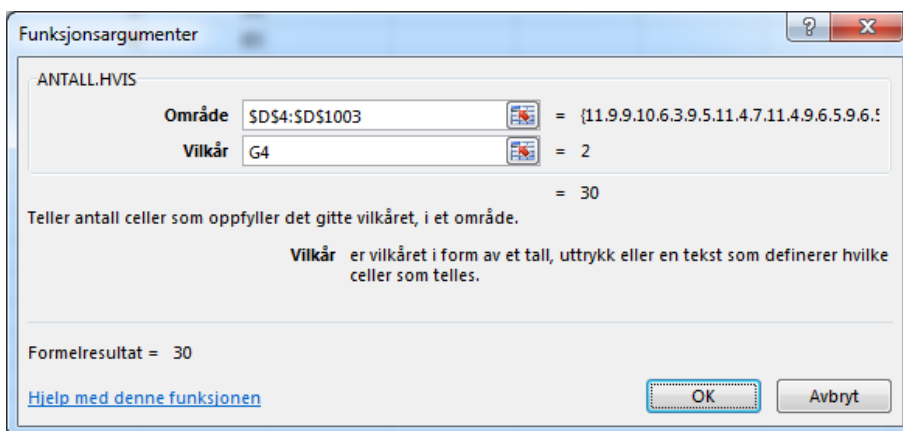 Funksjonsargumenter
ANTALL.HVIS
Område $D$4:$D$1003 = {11.9.9.10.6.3.9.5.11.4.7.11.4.9.6.5.9.6.5
Vilkår G4 = 2
= 30
Teller antall celler som oppfyller det gitte vilkåret, i et område.
Vilkår er vilkåret i form av et tall, uttrykk eller en tekst som definerer hvilke
celler som telles.
Formelresultat = 30
Hjelp med denne funksjonen OK Avbryt